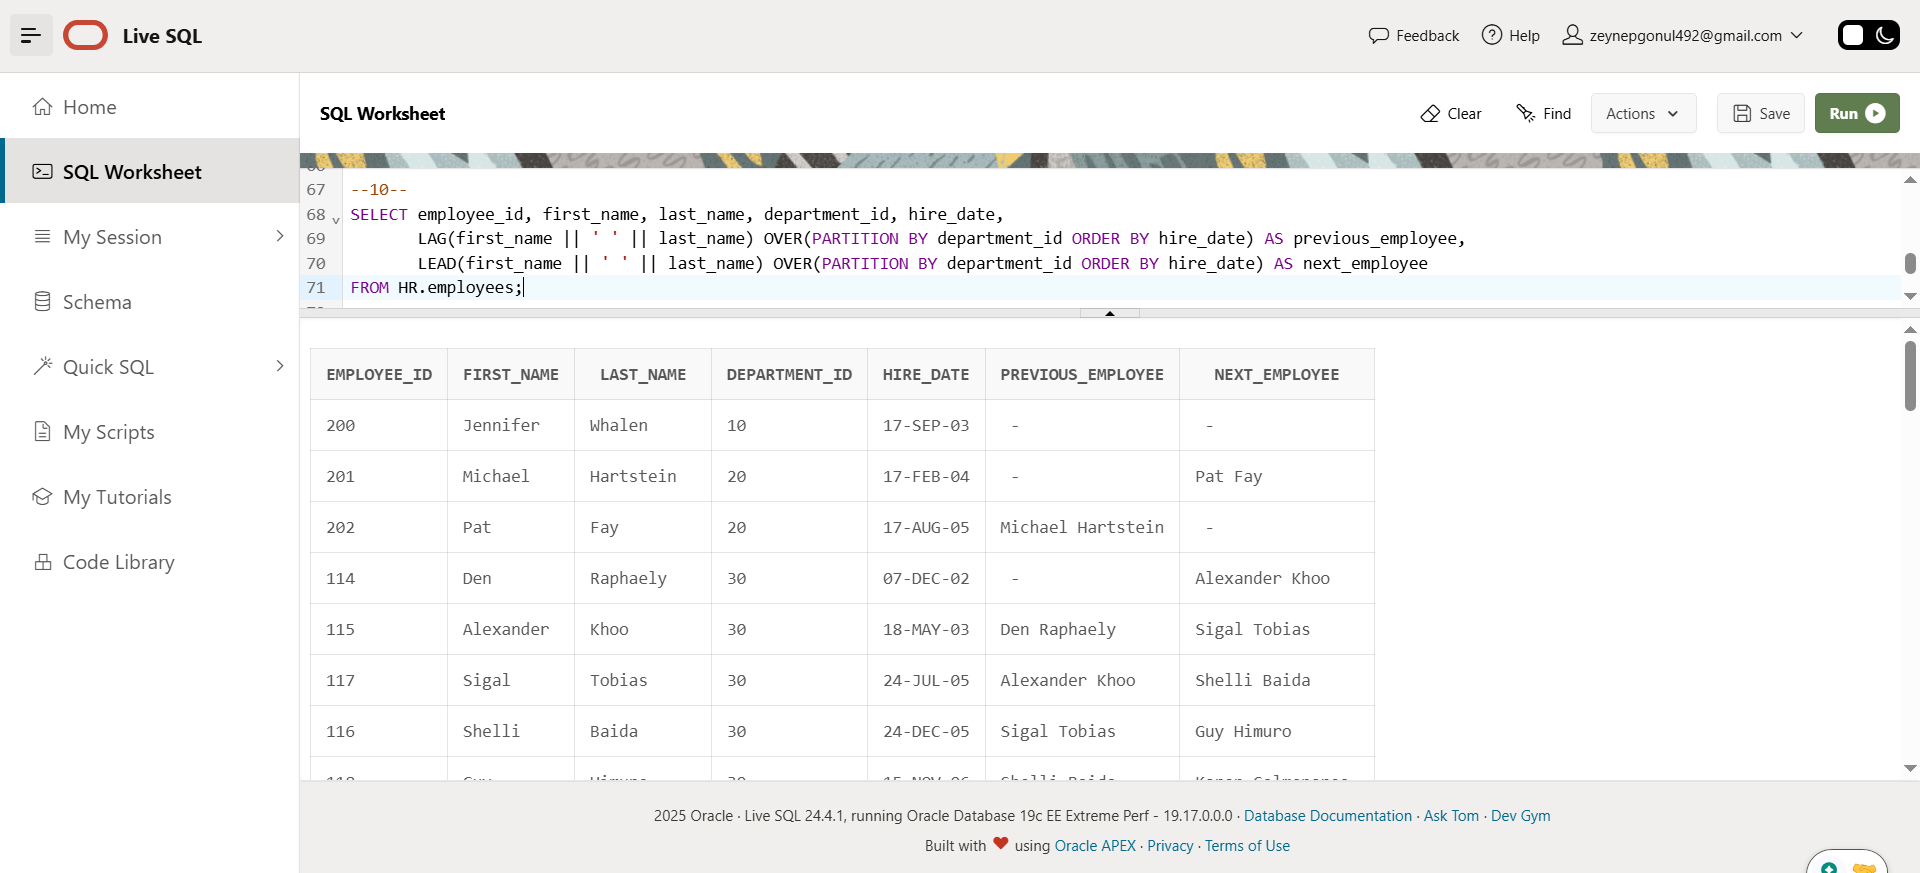 Live SQL
Feedback
Help
zeynepgonul492@gmail.com
Home
SQL Worksheet
My Session
Schema
Quick SQL
My Scripts
My Tutorials
Code Library
SQL Worksheet
Clear
Find
Actions
Save
Run
67 --10--
68 SELECT employee_id, first_name, last_name, department_id, hire_date,
69 LAG(first_name || ' ' || last_name) OVER(PARTITION BY department_id ORDER BY hire_date) AS previous_employee,
70 LEAD(first_name || ' ' || last_name) OVER(PARTITION BY department_id ORDER BY hire_date) AS next_employee
71 FROM HR.employees;
EMPLOYEE_ID FIRST_NAME LAST_NAME DEPARTMENT_ID HIRE_DATE PREVIOUS_EMPLOYEE NEXT_EMPLOYEE
200 Jennifer Whalen 10 17-SEP-03 - -
201 Michael Hartstein 20 17-FEB-04 - Pat Fay
202 Pat Fay 20 17-AUG-05 Michael Hartstein -
114 Den Raphaely 30 07-DEC-02 - Alexander Khoo
115 Alexander Khoo 30 18-MAY-03 Den Raphaely Sigal Tobias
117 Sigal Tobias 30 24-JUL-05 Alexander Khoo Shelli Baida
116 Shelli Baida 30 24-DEC-05 Sigal Tobias Guy Himuro
2025 Oracle · Live SQL 24.4.1, running Oracle Database 19c EE Extreme Perf - 19.17.0.0.0 · Database Documentation · Ask Tom · Dev Gym
Built with ❤ using Oracle APEX · Privacy · Terms of Use